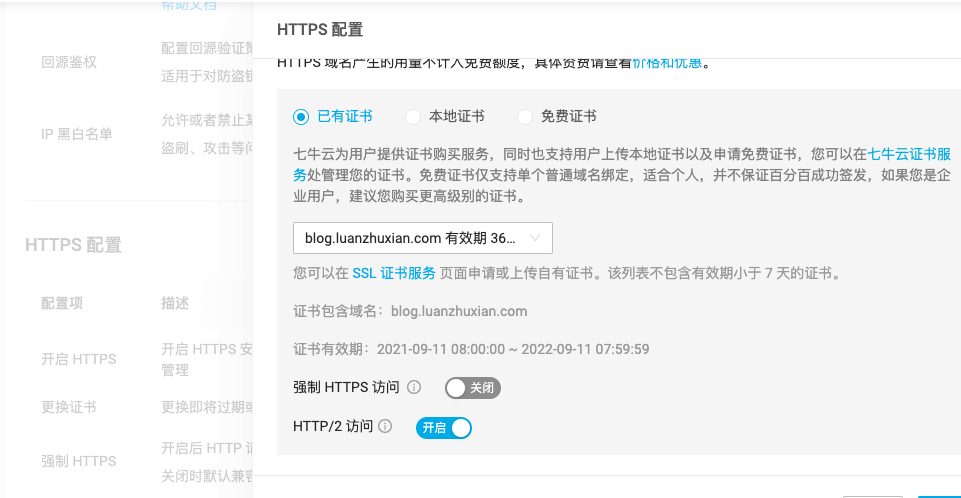 帮助文档
回源鉴权
配置回源验证
适用于对防盗
IP 黑白名单
允许或者禁止
盗刷、攻击等
HTTPS 配置
配置项
描述
开启 HTTPS
开启 HTTPS 安
管理
更换证书
更换即将过期
强制 HTTPS
开启后 HTTP
关闭时默认兼
HTTPS 配置
HTTPS 域名产生的用量不计入免费额度，具体资费请查看价格和优惠。
已有证书
本地证书
免费证书
七牛云为用户提供证书购买服务，同时也支持用户上传本地证书以及申请免费证书，您可以在七牛云证书服
务处管理您的证书。免费证书仅支持单个普通域名绑定，适合个人，并不保证百分百成功签发，如果您是企
业用户，建议您购买更高级别的证书。
blog.luanzhuxian.com 有效期 36...
您可以在 SSL 证书服务 页面申请或上传自有证书。该列表不包含有效期小于 7 天的证书。
证书包含域名：blog.luanzhuxian.com
证书有效期：2021-09-11 08:00:00 ~ 2022-09-11 07:59:59
强制 HTTPS 访问
关闭
HTTP/2 访问
开启